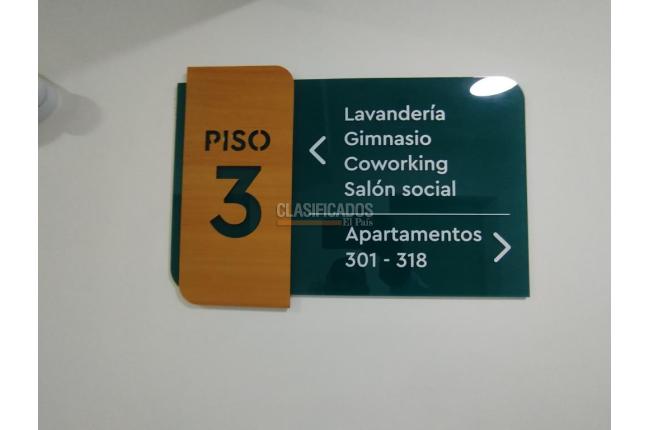 PISO
3
Lavandería
Gimnasio
Coworking
Salón social
Apartamentos
301 - 318
CLASIFICADOS
El País